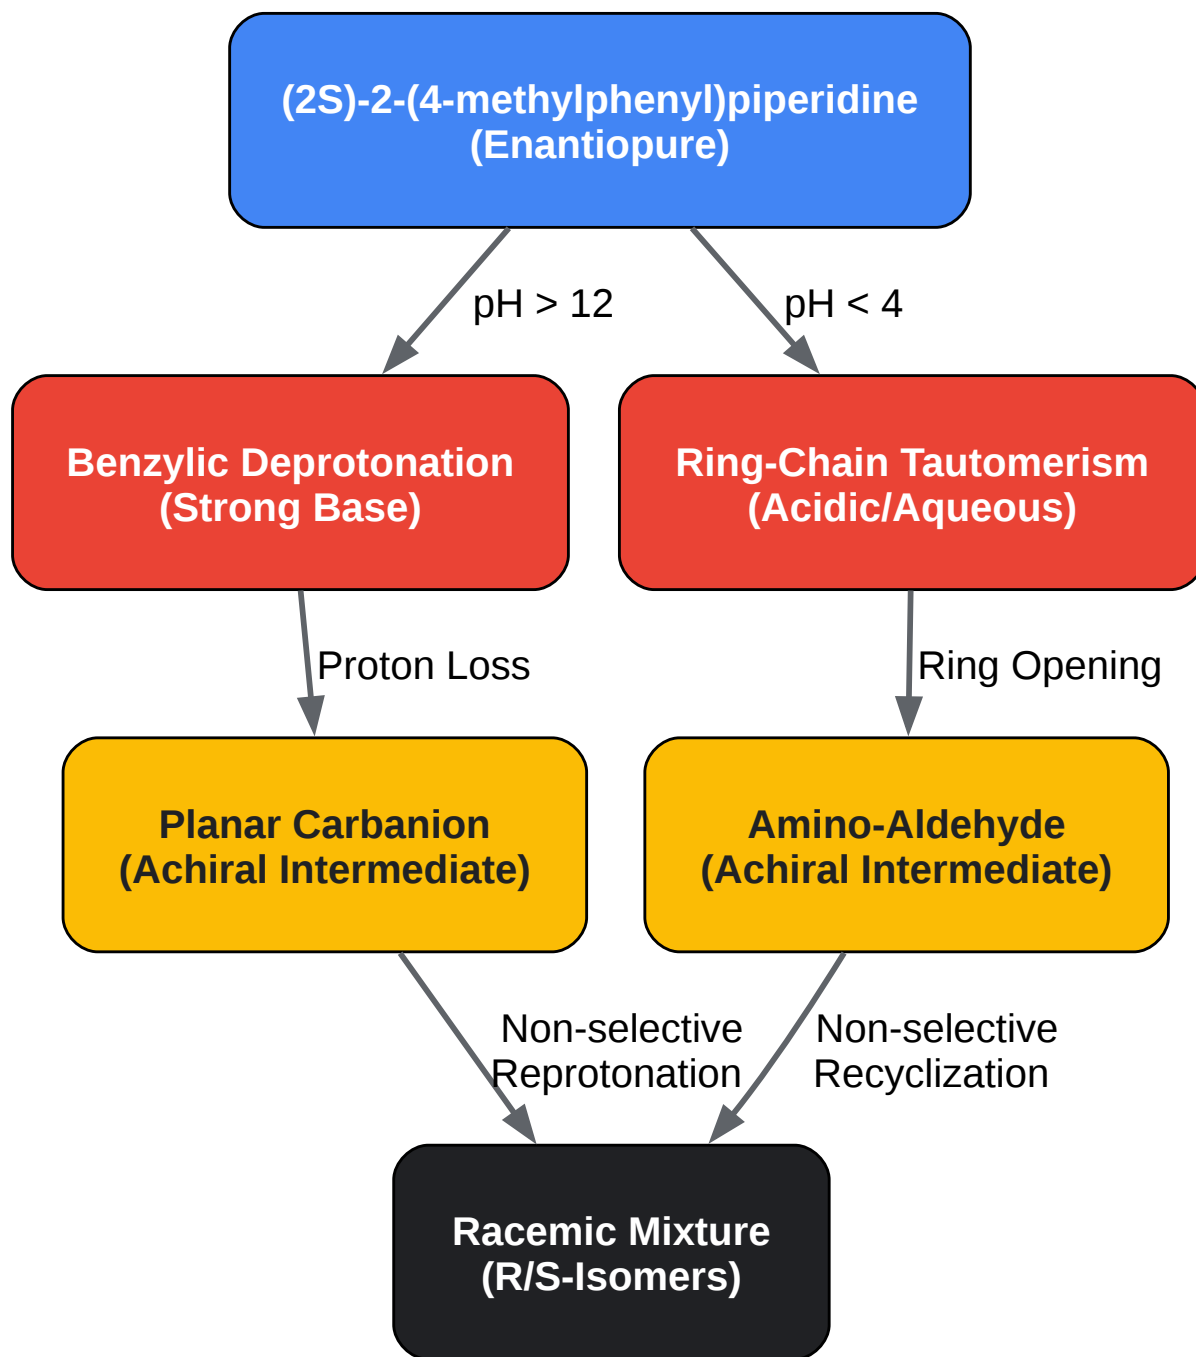 (2S)-2-(4-methylphenyl)piperidine
(Enantiopure)
pH > 12
pH < 4
Benzylic Deprotonation
(Strong Base)
Ring-Chain Tautomerism
(Acidic/Aqueous)
Proton Loss
Ring Opening
Planar Carbanion
(Achiral Intermediate)
Amino-Aldehyde
(Achiral Intermediate)
Non-selective
Reprotonation
Non-selective
Recyclization
Racemic Mixture
(R/S-Isomers)